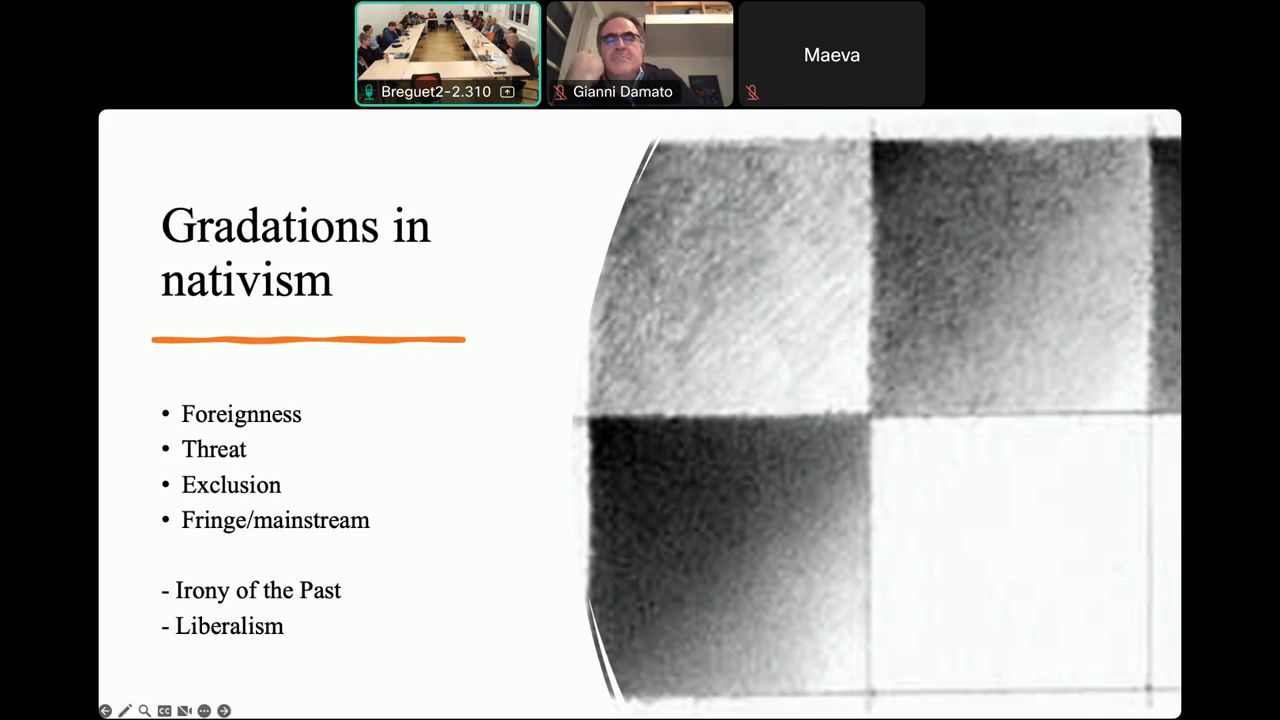 Breguet2-2.310
Gianni Damato
Maeva
Gradations in
nativism
• Foreignness
• Threat
• Exclusion
• Fringe/mainstream
- Irony of the Past
- Liberalism
CC